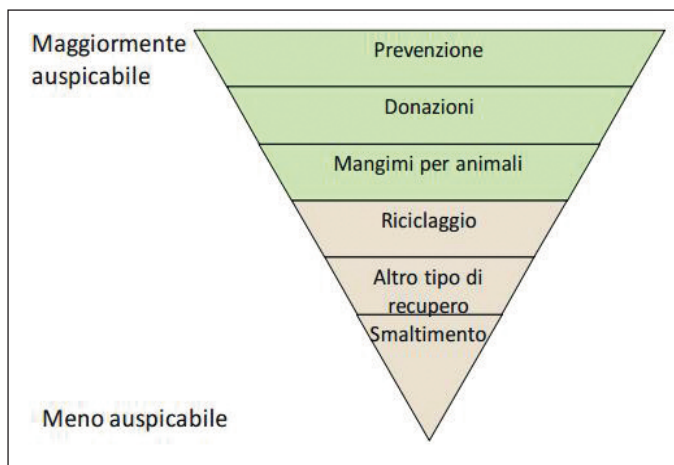 Maggiormente
auspicabile
Prevenzione
Donazioni
Mangimi per animali
Riciclaggio
Altro tipo di
recupero
Smaltimento
Meno auspicabile